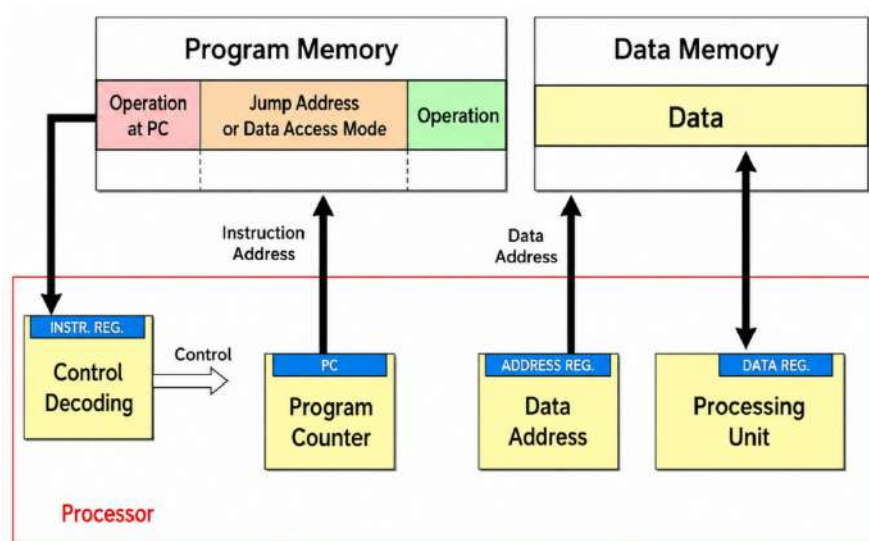 Program Memory
Data Memory
Operation
at PC
Jump Address
or Data Access Mode
Operation
Data
Instruction
Address
Data
Address
INSTR. REG.
Control
Decoding
Control
PC
Program
Counter
ADDRESS REG.
Data
Address
DATA REG.
Processing
Unit
Processor